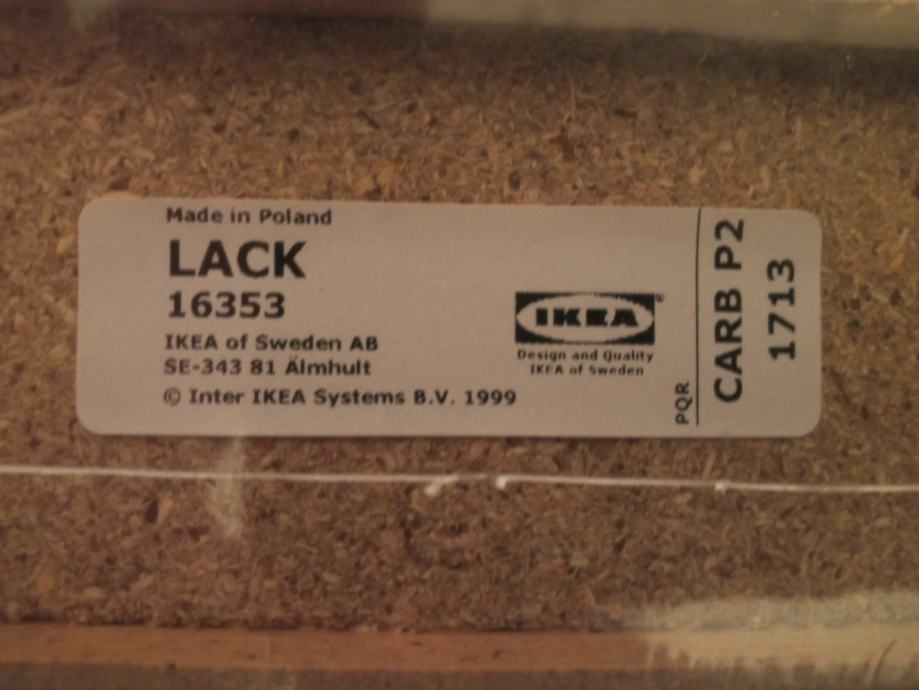 Made in Poland
LACK
16353
IKEA of Sweden AB
SE-343 81 Älmhult
© Inter IKEA Systems B.V. 1999
IKEA®
Design and Quality
IKEA of Sweden
PQR
CARB P2
1713